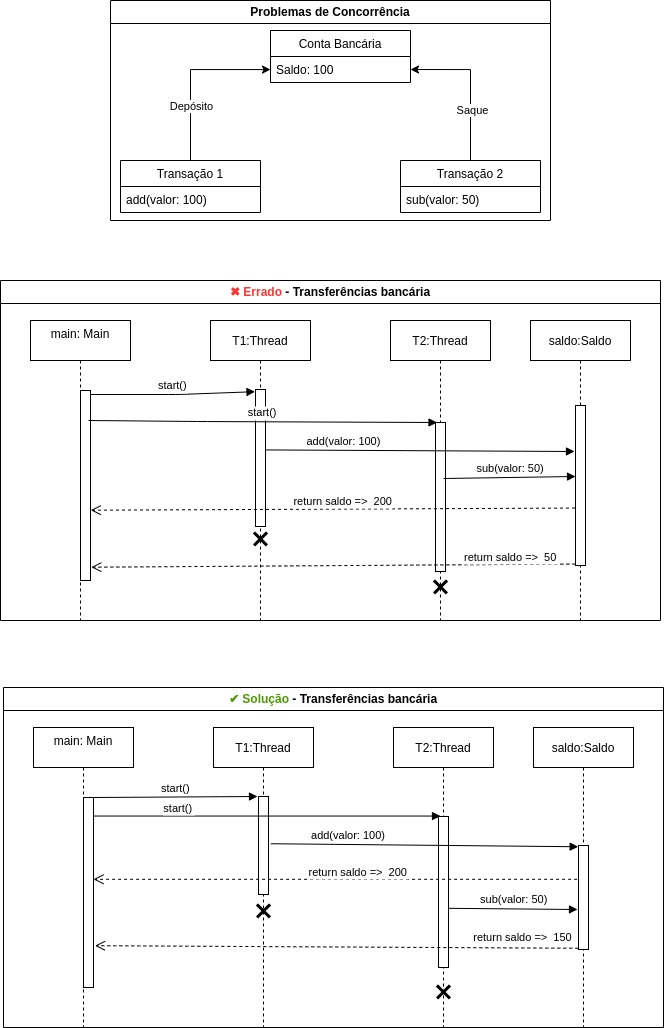 Problemas de Concorrência
Conta Bancária
Saldo: 100
Depósito
Saque
Transação 1
add(valor: 100)
Transação 2
sub(valor: 50)
✖ Errado - Transferências bancária
main: Main
T1:Thread
T2:Thread
saldo:Saldo
start()
start()
add(valor: 100)
sub(valor: 50)
return saldo => 200
return saldo => 50
✔ Solução - Transferências bancária
main: Main
T1:Thread
T2:Thread
saldo:Saldo
start()
start()
add(valor: 100)
return saldo => 200
sub(valor: 50)
return saldo => 150